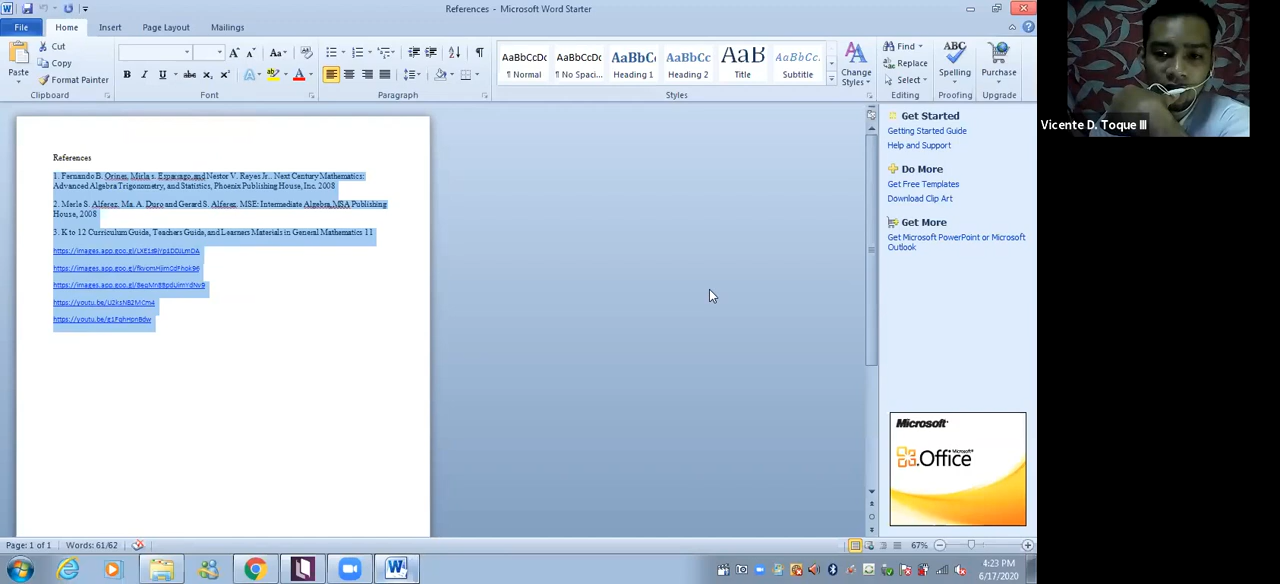 References - Microsoft Word Starter
File Home Insert Page Layout Mailings
Paste
Cut
Copy
Format Painter
Clipboard
Font
Paragraph
AaBbCcDc AaBbCcDc AaBbCc AaBbCc AaB AaBbCc.
¶ Normal ¶ No Spaci... Heading 1 Heading 2 Title Subtitle
Change Styles
Styles
Find
Replace
Select
Editing
Spelling
Proofing
Purchase
Upgrade
References
1. Fernando B. Orines, Mirla s. Esparrago,and Nestor V. Reyes Jr.. Next Century Mathematics:
Advanced Algebra Trigonometry, and Statistics, Phoenix Publishing House, Inc. 2008
2. Merle S. Alferez, Ma. A. Duro and Gerard S. Alferez. MSE: Intermediate Algebra,MSA Publishing
House, 2008
3. K to 12 Curriculum Guide, Teachers Guide, and Learners Materials in General Mathematics 11
Get Started
Getting Started Guide
Help and Support
Do More
Get Free Templates
Download Clip Art
Get More
Get Microsoft PowerPoint or Microsoft
Outlook
Microsoft
Office
Vicente D. Toque III
Page: 1 of 1 Words: 61/62
67%
4:23 PM
6/17/2020